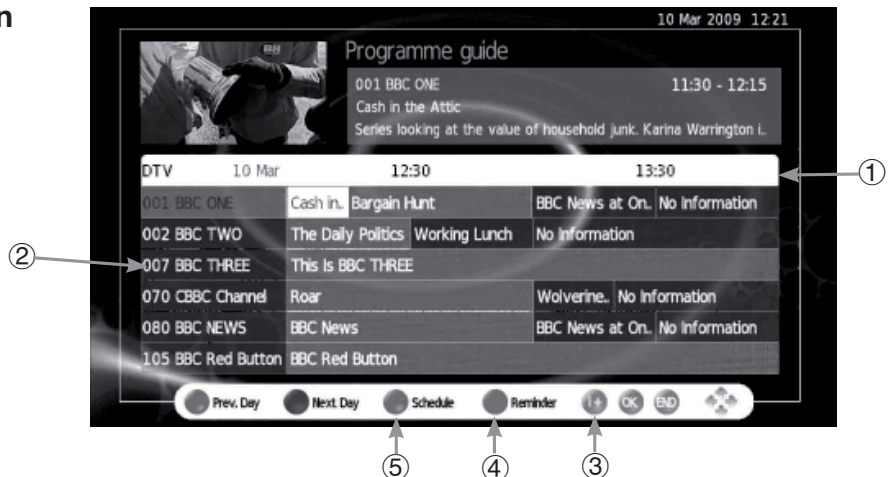 n
10 Mar 2009 12:21
BH
Programme guide
001 BBC ONE 11:30 - 12:15
Cash in the Attic
Series looking at the value of household junk. Karina Warrington i..
DTV 10 Mar 12:30 13:30
①
001 BBC ONE Cash in.. Bargain Hunt BBC News at On.. No Information
002 BBC TWO The Daily Politics Working Lunch No Information
②
007 BBC THREE This Is BBC THREE
070 CBBC Channel Roar Wolverine.. No Information
080 BBC NEWS BBC News BBC News at On.. No Information
105 BBC Red Button BBC Red Button
Prev. Day Next Day Schedule Reminder i+ OK END
⑤ ④ ③